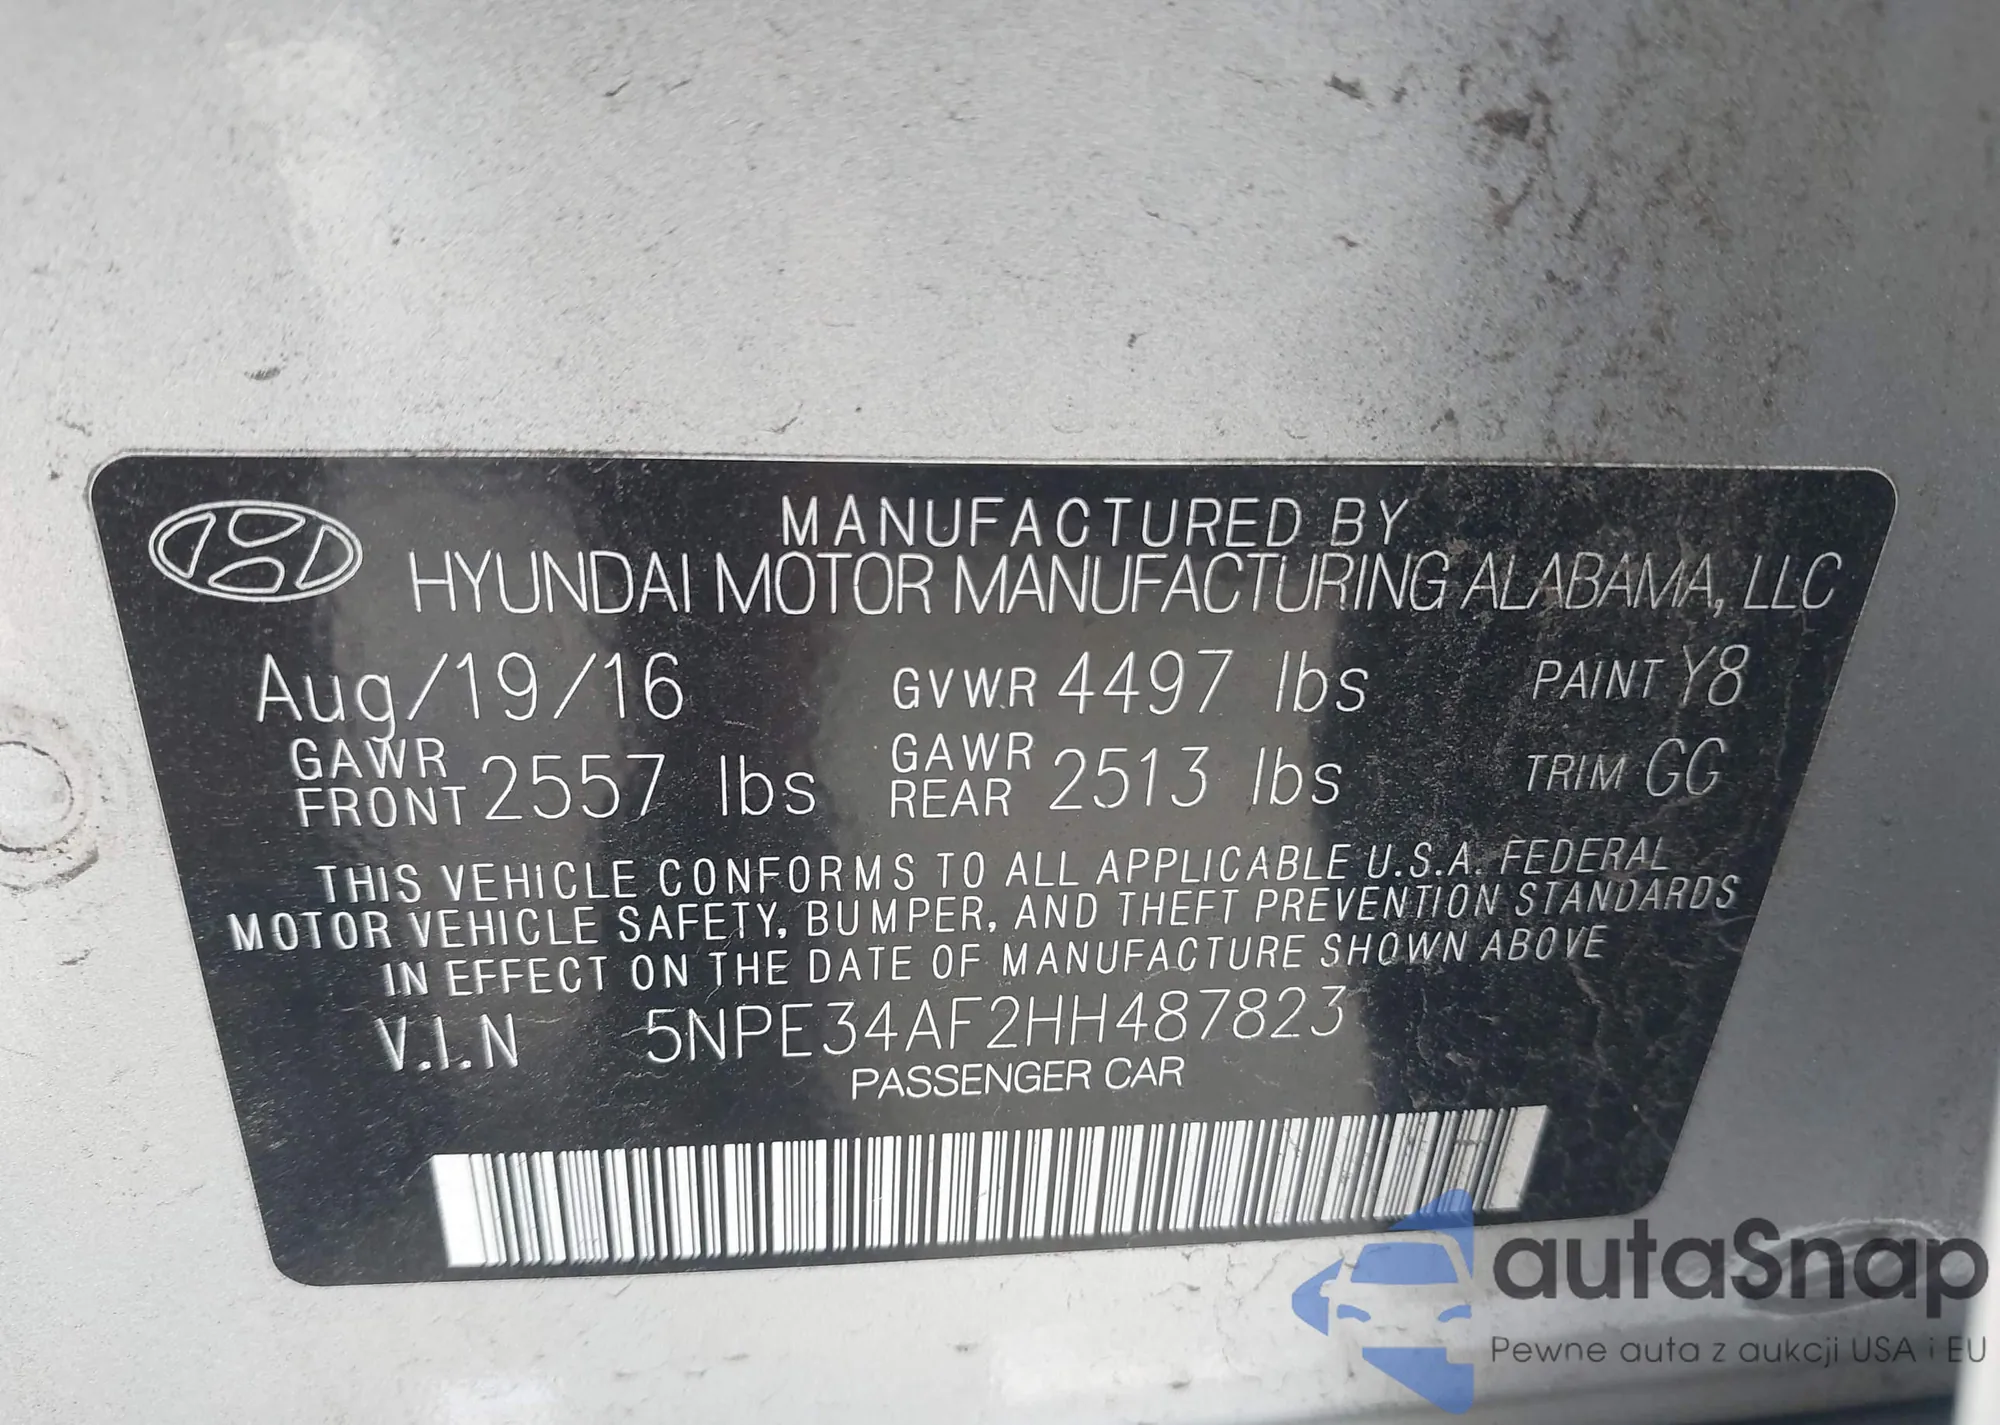 MANUFACTURED BY
HYUNDAI MOTOR MANUFACTURING ALABAMA, LLC
Aug/19/16 GVWR 4497 lbs PAINT Y8
GAWR FRONT 2557 lbs GAWR REAR 2513 lbs TRIM GG
THIS VEHICLE CONFORMS TO ALL APPLICABLE U.S.A. FEDERAL
MOTOR VEHICLE SAFETY, BUMPER, AND THEFT PREVENTION STANDARDS
IN EFFECT ON THE DATE OF MANUFACTURE SHOWN ABOVE
V.I.N 5NPE34AF2HH487823
PASSENGER CAR
autaSnap
Pewne auta z aukcji USA i EU